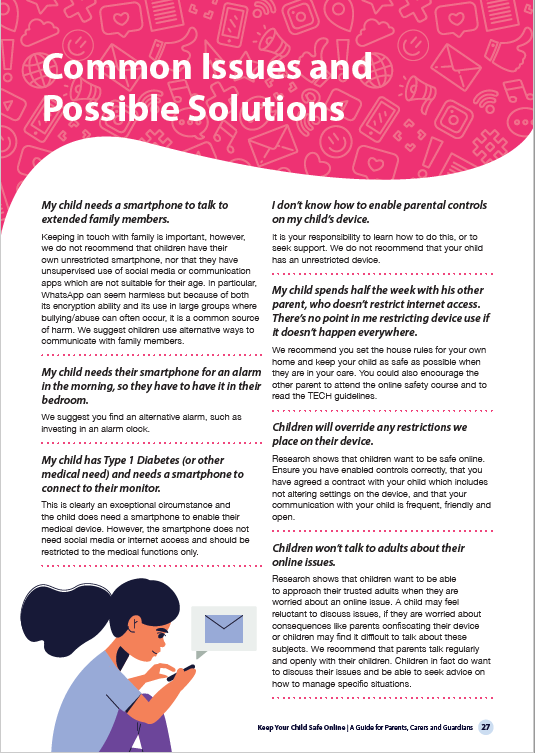 Common Issues and
Possible Solutions
My child needs a smartphone to talk to
extended family members.
Keeping in touch with family is important, however,
we do not recommend that children have their
own unrestricted smartphone, nor that they have
unsupervised use of social media or communication
apps which are not suitable for their age. In particular,
WhatsApp can seem harmless but because of both
its encryption ability and its use in large groups where
bullying/abuse can often occur, it is a common source
of harm. We suggest children use alternative ways to
communicate with family members.
My child needs their smartphone for an alarm
in the morning, so they have to have it in their
bedroom.
We suggest you find an alternative alarm, such as
investing in an alarm clock.
My child has Type 1 Diabetes (or other
medical need) and needs a smartphone to
connect to their monitor.
This is clearly an exceptional circumstance and
the child does need a smartphone to enable their
medical device. However, the smartphone does not
need social media or internet access and should be
restricted to the medical functions only.
I don't know how to enable parental controls
on my child's device.
It is your responsibility to learn how to do this, or to
seek support. We do not recommend that your child
has an unrestricted device.
My child spends half the week with his other
parent, who doesn't restrict internet access.
There's no point in me restricting device use if
it doesn't happen everywhere.
We recommend you set the house rules for your own
home and keep your child as safe as possible when
they are in your care. You could also encourage the
other parent to attend the online safety course and to
read the TECH guidelines.
Children will override any restrictions we
place on their device.
Research shows that children want to be safe online.
Ensure you have enabled controls correctly, that you
have agreed a contract with your child which includes
not altering settings on the device, and that your
communication with your child is frequent, friendly and
open.
Children won't talk to adults about their
online issues.
Research shows that children want to be able
to approach their trusted adults when they are
worried about an online issue. A child may feel
reluctant to discuss issues, if they are worried about
consequences like parents confiscating their device
or children may find it difficult to talk about these
subjects. We recommend that parents talk regularly
and openly with their children. Children in fact do want
to discuss their issues and be able to seek advice on
how to manage specific situations.
Keep Your Child Safe Online | A Guide for Parents, Carers and Guardians 27